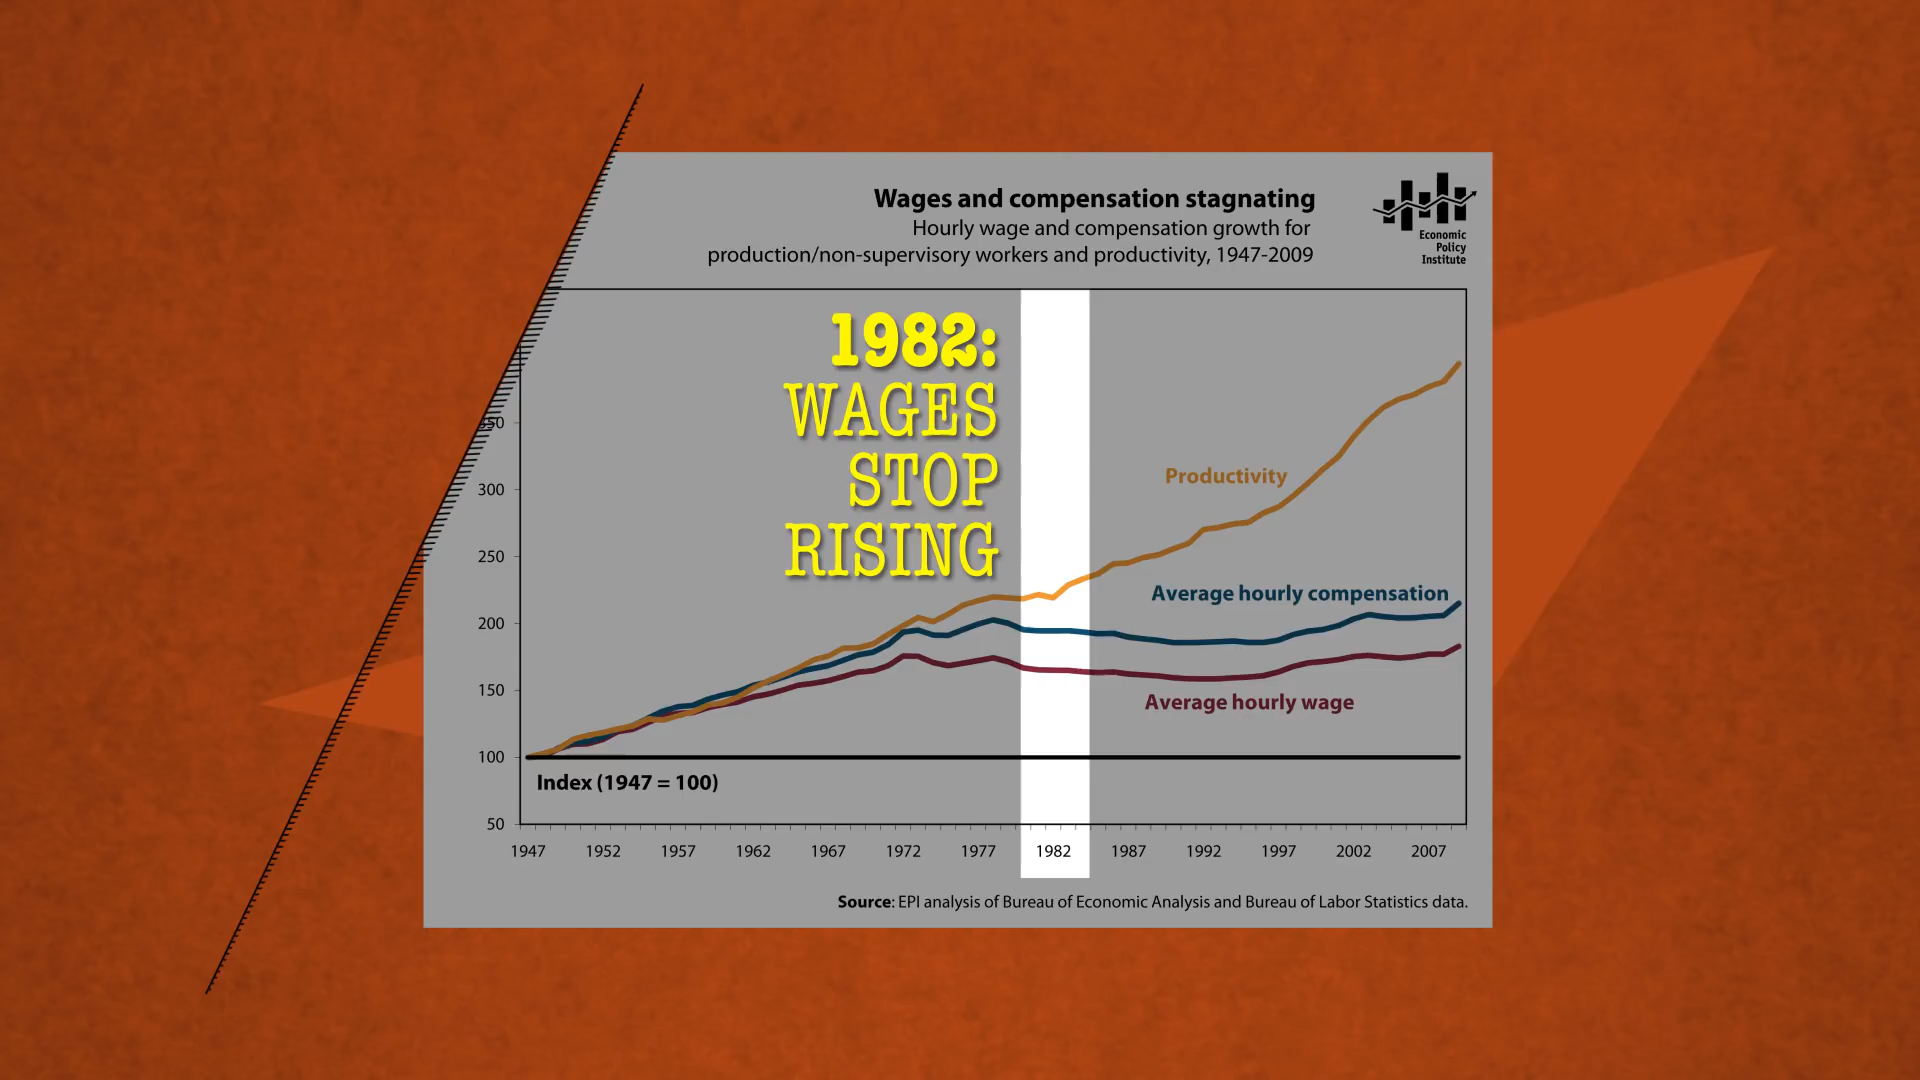 Wages and compensation stagnating
Hourly wage and compensation growth for
production/non-supervisory workers and productivity, 1947-2009
Economic
Policy
Institute
1982:
WAGES
STOP
RISING
350
300
250
200
150
100
50
Productivity
Average hourly compensation
Average hourly wage
Index (1947 = 100)
1947 1952 1957 1962 1967 1972 1977 1982 1987 1992 1997 2002 2007
Source: EPI analysis of Bureau of Economic Analysis and Bureau of Labor Statistics data.